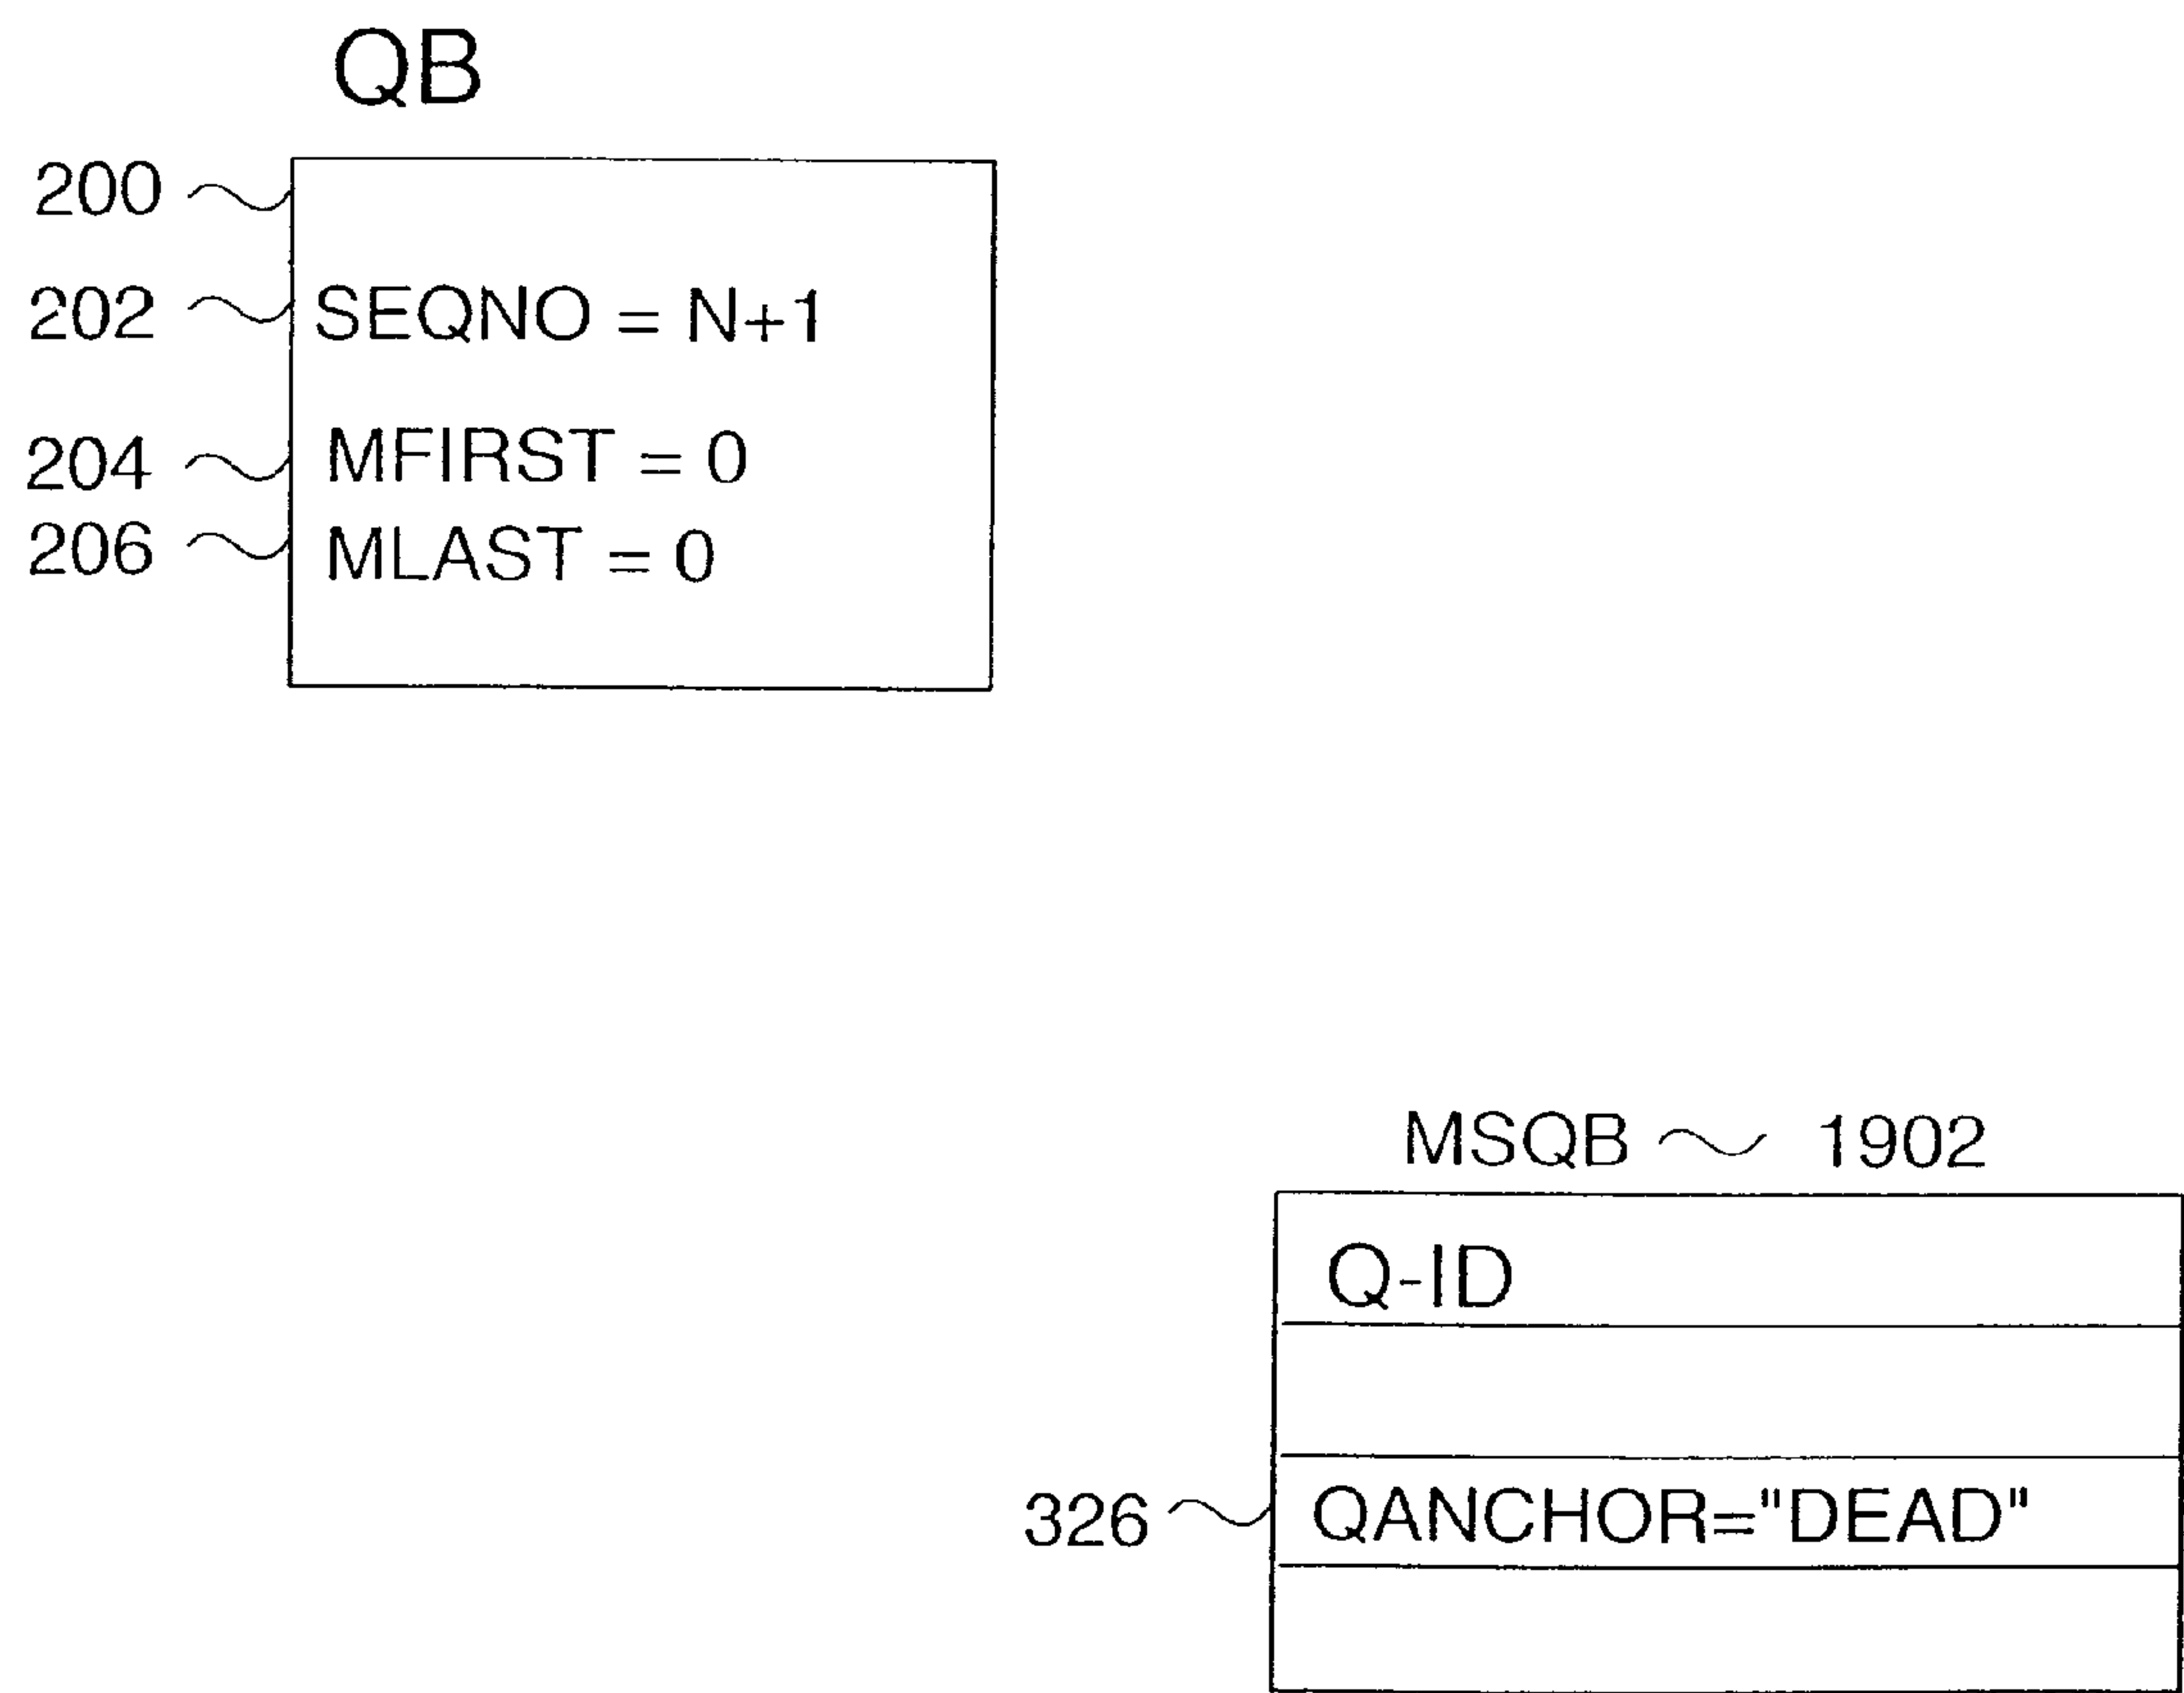 QB
200
202 SEQNO = N+1
204 MFIRST = 0
206 MLAST = 0
MSQB 1902
Q-ID
326 QANCHOR="DEAD"